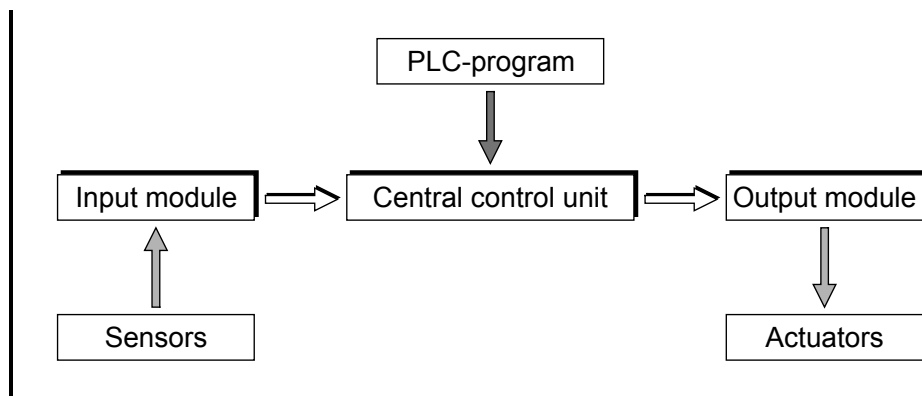 PLC-program
Input module
Central control unit
Output module
Sensors
Actuators